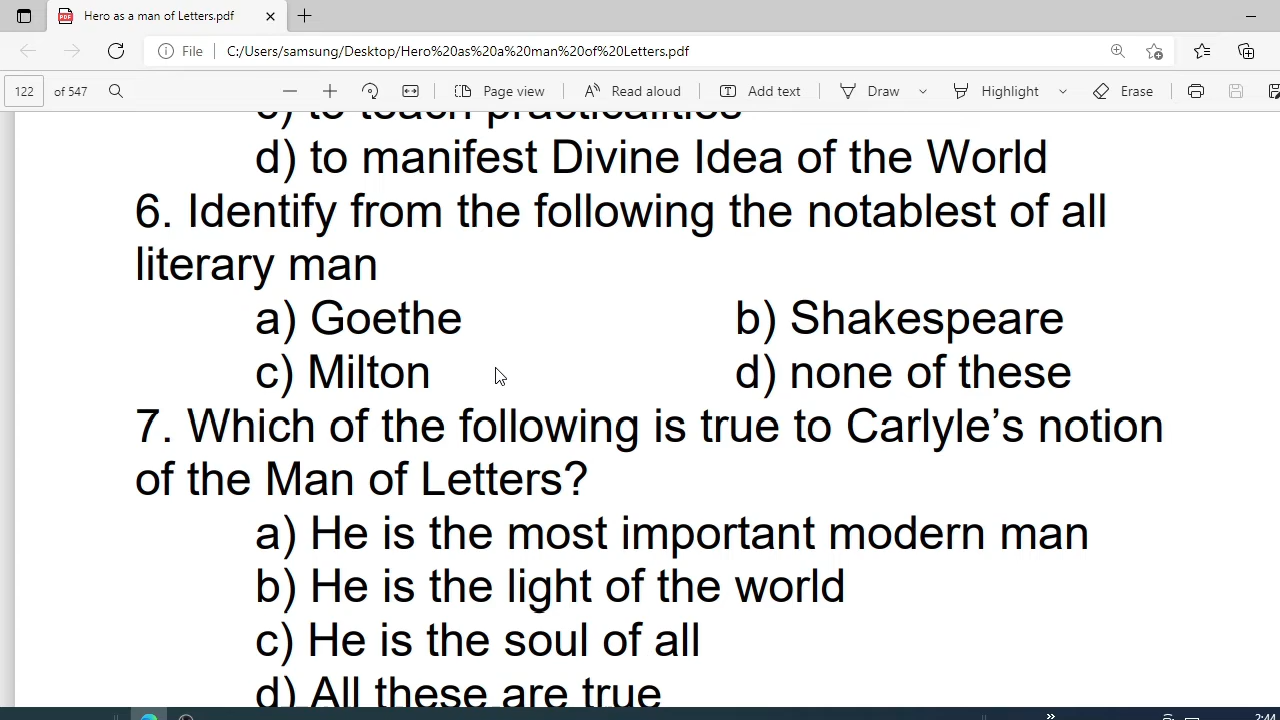 Hero as a man of Letters.pdf
File C:/Users/samsung/Desktop/Hero%20as%20a%20man%20of%20Letters.pdf
122 of 547 Page view Read aloud Add text Draw Highlight Erase
c) to teach practicalities
d) to manifest Divine Idea of the World
6. Identify from the following the notablest of all
literary man
a) Goethe b) Shakespeare
c) Milton d) none of these
7. Which of the following is true to Carlyle’s notion
of the Man of Letters?
a) He is the most important modern man
b) He is the light of the world
c) He is the soul of all
d) All these are true